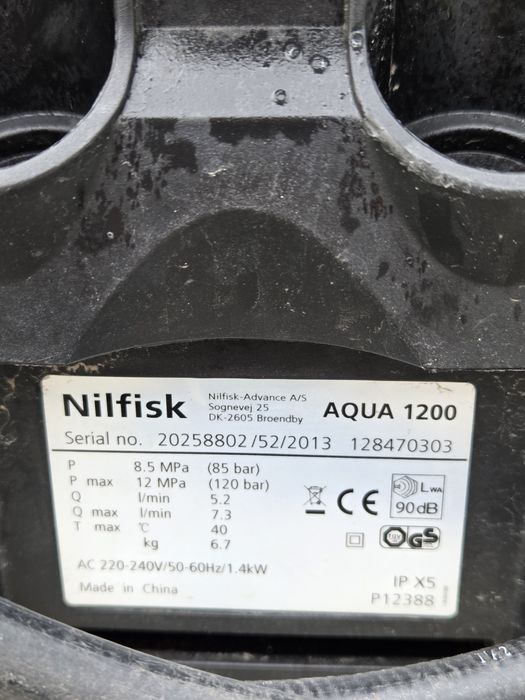 Nilfisk
Nilfisk-Advance A/S
Sognevej 25
DK-2605 Broendby
AQUA 1200
Serial no. 20258802/52/2013 128470303
P 8.5 MPa (85 bar)
P max 12 MPa (120 bar)
Q l/min 5.2
Q max l/min 7.3
T max °C 40
kg 6.7
CE
LWA
90dB
GS
AC 220-240V/50-60Hz/1.4kW
IP X5
Made in China
P12388